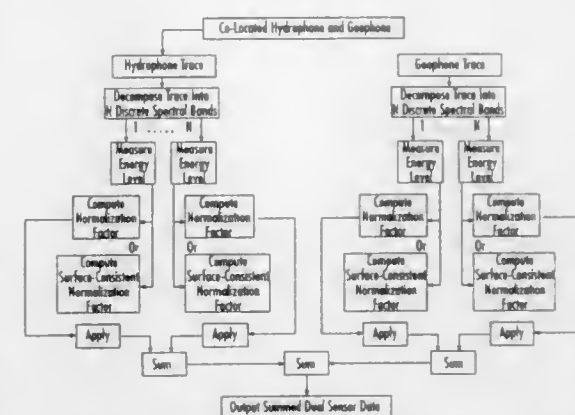 Co-Located Hydrophone and Geophone
Hydrophone Trace
Geophone Trace
Decompose Trace Into
N Discrete Spectral Bands
Decompose Trace Into
N Discrete Spectral Bands
1 ..... N
1 N
Measure
Energy
Level
Measure
Energy
Level
Measure
Energy
Level
Measure
Energy
Level
Compute
Normalization
Factor
Compute
Normalization
Factor
Compute
Normalization
Factor
Compute
Normalization
Factor
Or
Or
Or
Or
Compute
Surface-Consistent
Normalization
Factor
Compute
Surface-Consistent
Normalization
Factor
Compute
Surface-Consistent
Normalization
Factor
Compute
Surface-Consistent
Normalization
Factor
Apply
Apply
Apply
Apply
Sum
Sum
Sum
Output Summed Dual Sensor Data